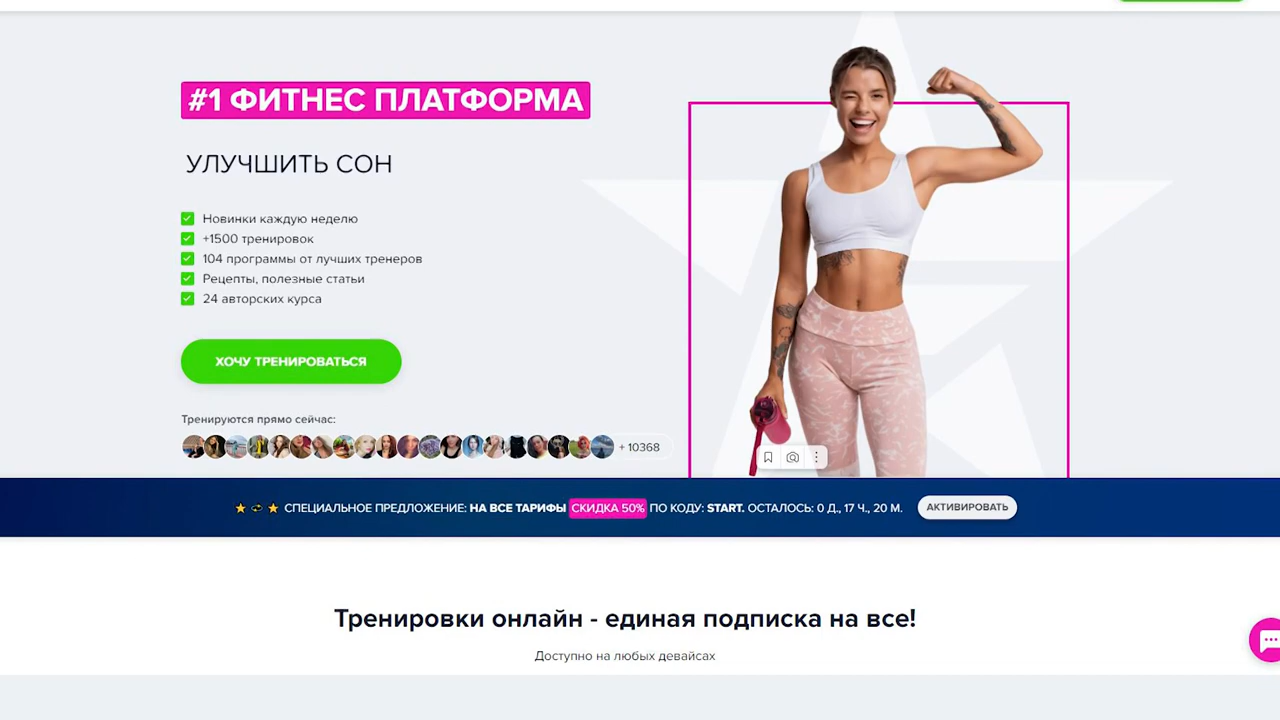 #1 ФИТНЕС ПЛАТФОРМА
УЛУЧШИТЬ СОН
Новинки каждую неделю
+1500 тренировок
104 программы от лучших тренеров
Рецепты, полезные статьи
24 авторских курса
ХОЧУ ТРЕНИРОВАТЬСЯ
Тренируются прямо сейчас:
+ 10368
СПЕЦИАЛЬНОЕ ПРЕДЛОЖЕНИЕ: НА ВСЕ ТАРИФЫ СКИДКА 50% ПО КОДУ: START. ОСТАЛОСЬ: 0 Д., 17 Ч., 20 М. АКТИВИРОВАТЬ
Тренировки онлайн - единая подписка на все!
Доступно на любых девайсах